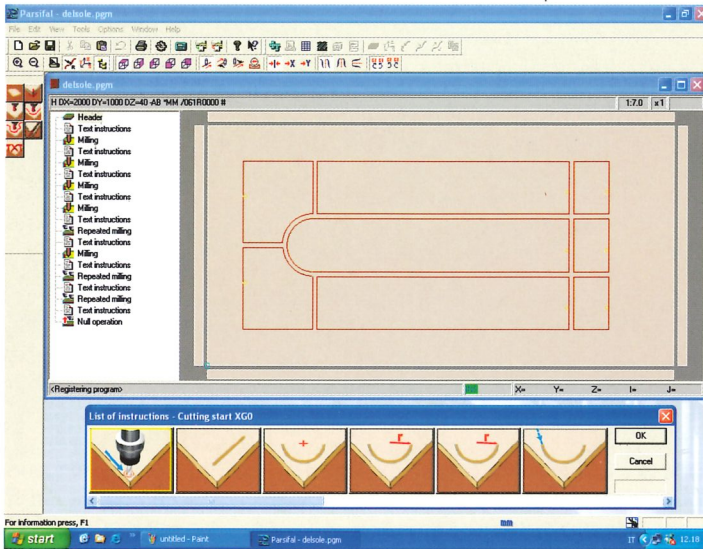 Parsifal - delsole.pgm
File Edit View Tools Options Window Help
delsole.pgm
H DX=2000 DY=1000 DZ=40 -AB *MM /061R0000 # 1:7.0 x1
Header
Text instructions
Milling
Text instructions
Milling
Text instructions
Milling
Text instructions
Milling
Text instructions
Repeated milling
Text instructions
Milling
Text instructions
Repeated milling
Text instructions
Repeated milling
Text instructions
Null operation
<Registering program> X= Y= Z= I= J=
List of instructions - Cutting start XG0
OK
Cancel
For information press, F1 mm
start untitled - Paint Parsifal - delsole.pgm IT 12.18